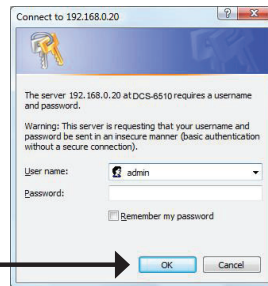 Connect to 192.168.0.20
The server 192.168.0.20 at DCS-6510 requires a username
and password.
Warning: This server is requesting that your username and
password be sent in an insecure manner (basic authentication
without a secure connection).
User name:
admin
Password:
Remember my password
OK
Cancel